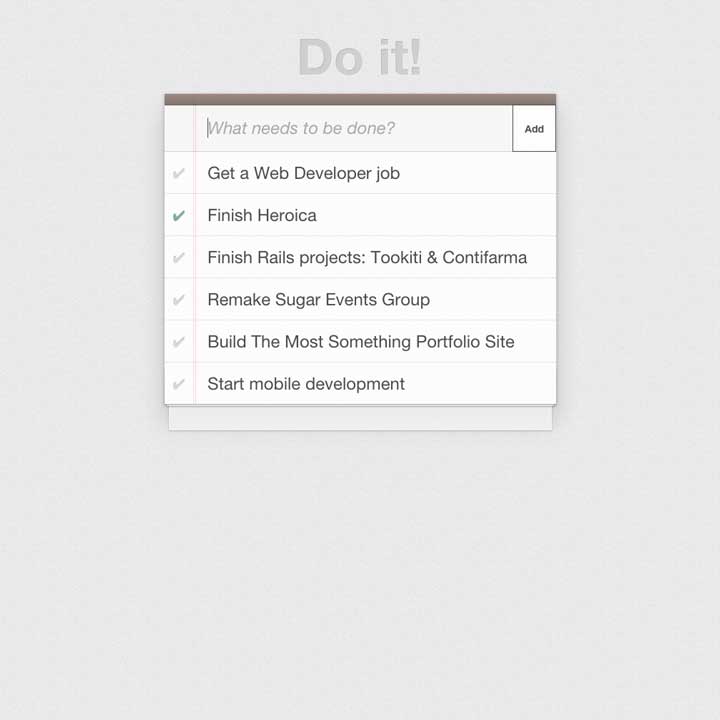 Do it!
What needs to be done?
Add
Get a Web Developer job
Finish Heroica
Finish Rails projects: Tookiti & Contifarma
Remake Sugar Events Group
Build The Most Something Portfolio Site
Start mobile development